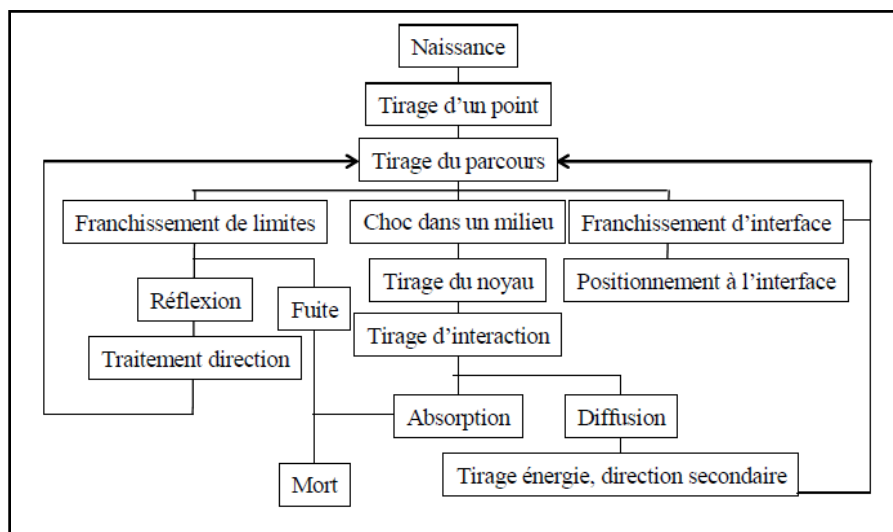 Naissance
Tirage d’un point
Tirage du parcours
Franchissement de limites
Choc dans un milieu
Franchissement d’interface
Tirage du noyau
Positionnement à l’interface
Réflexion
Fuite
Tirage d’interaction
Traitement direction
Absorption
Diffusion
Mort
Tirage énergie, direction secondaire